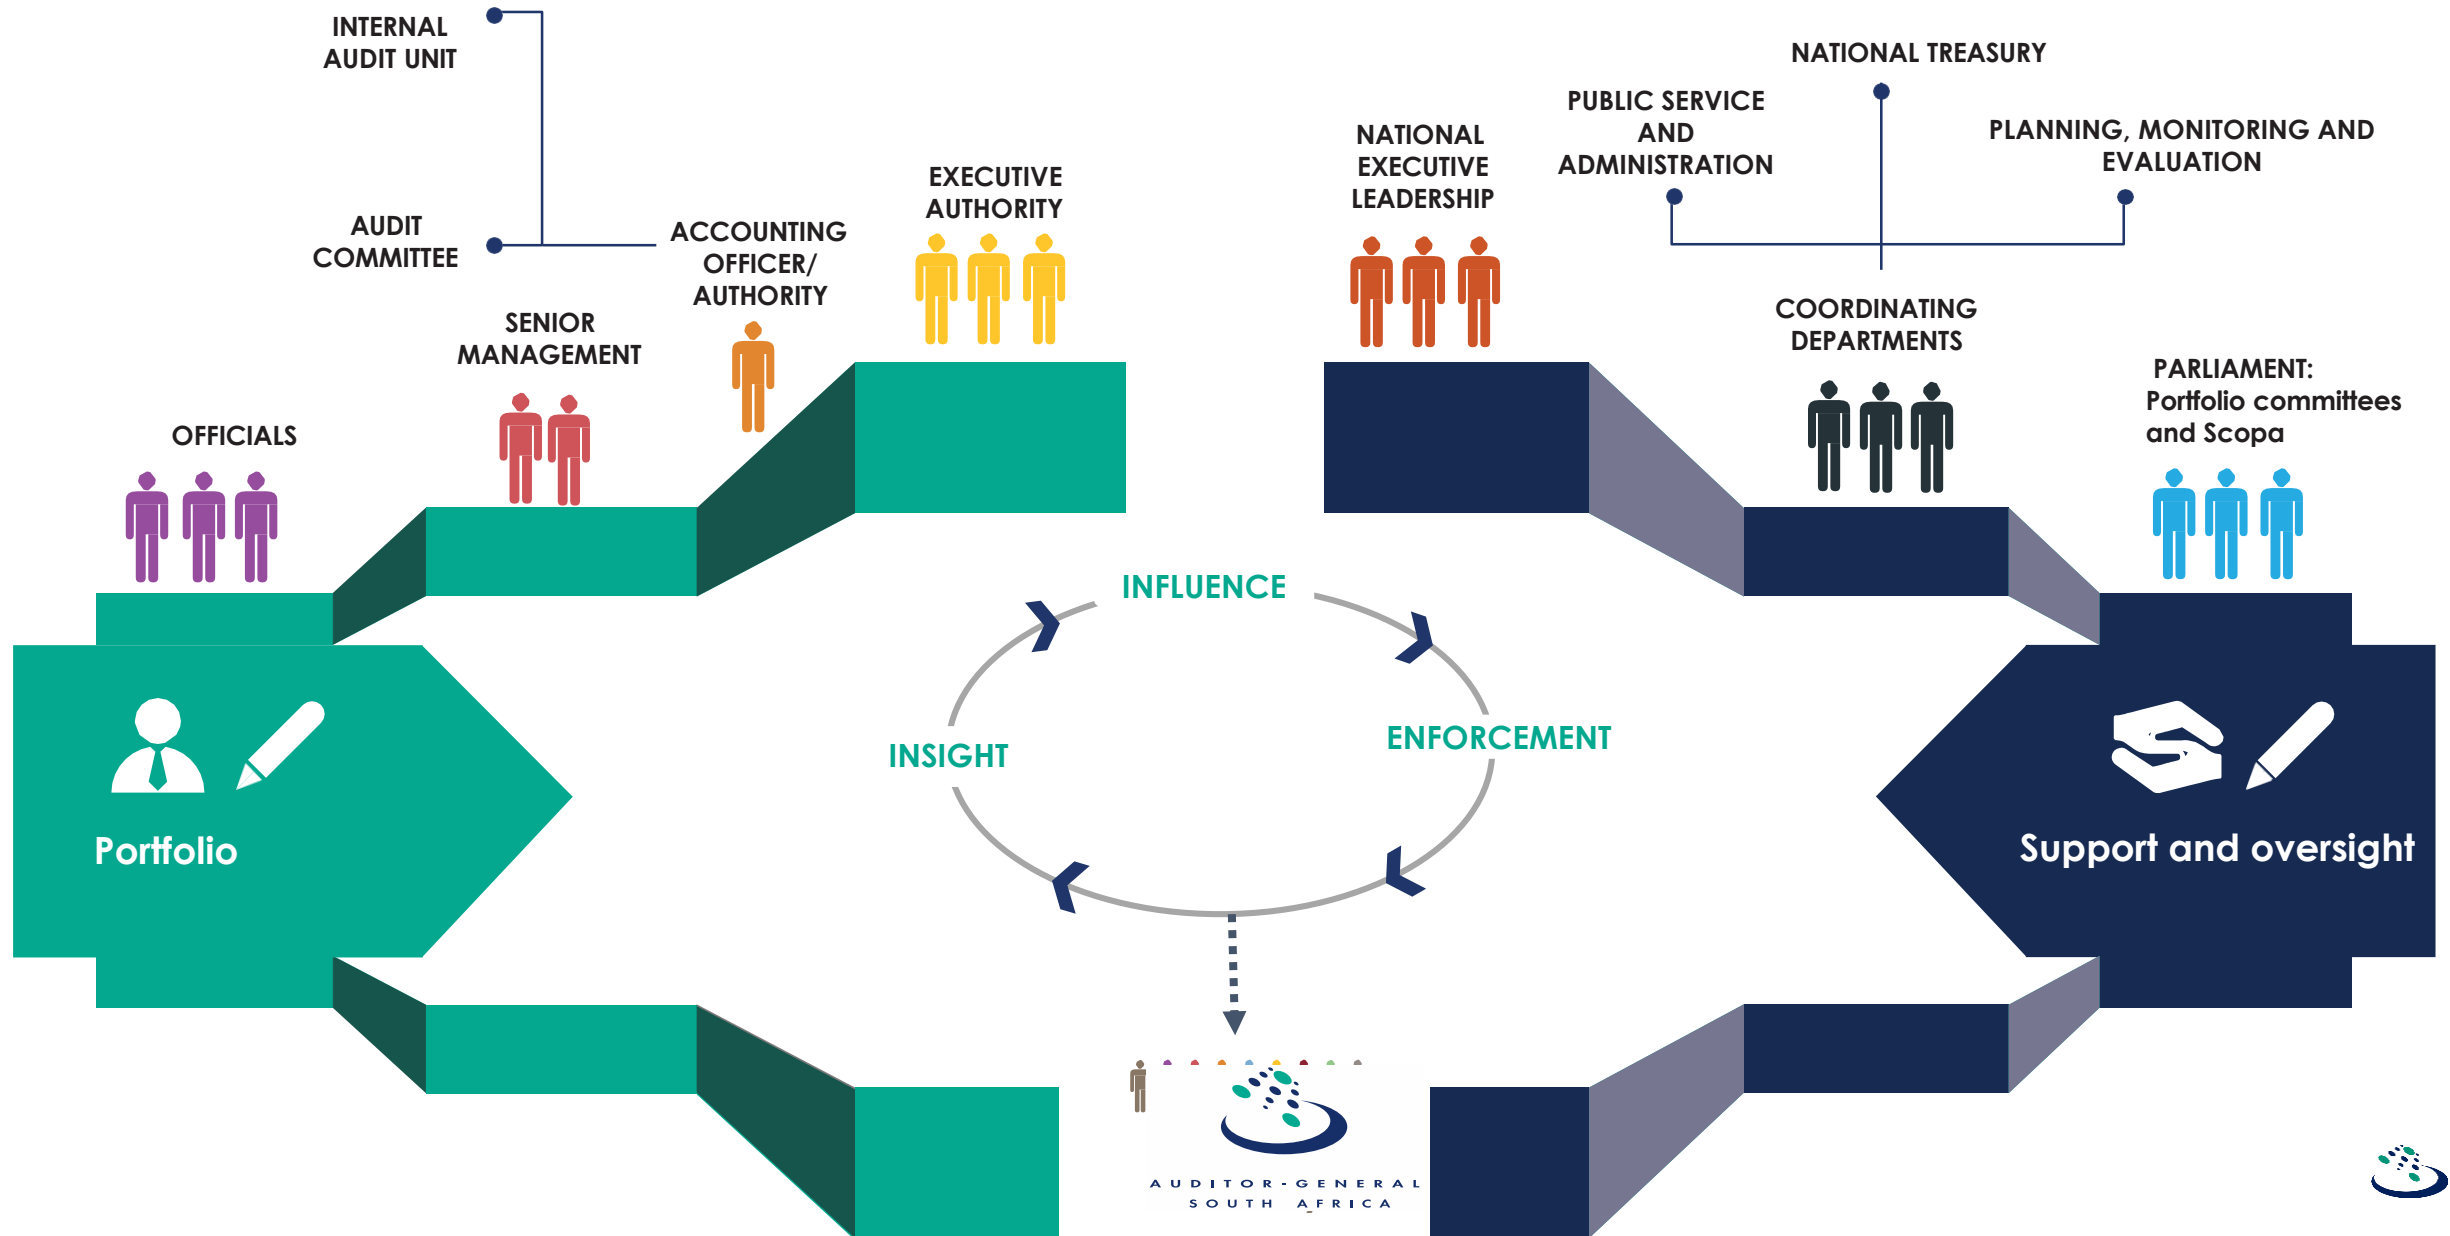 INTERNAL
AUDIT UNIT
AUDIT
COMMITTEE
ACCOUNTING
OFFICER/
AUTHORITY
EXECUTIVE
AUTHORITY
SENIOR
MANAGEMENT
OFFICIALS
NATIONAL
EXECUTIVE
LEADERSHIP
PUBLIC SERVICE
AND
ADMINISTRATION
NATIONAL TREASURY
PLANNING, MONITORING AND
EVALUATION
COORDINATING
DEPARTMENTS
PARLIAMENT:
Portfolio committees
and Scopa
INFLUENCE
INSIGHT
ENFORCEMENT
Portfolio
Support and oversight
AUDITOR-GENERAL
SOUTH AFRICA